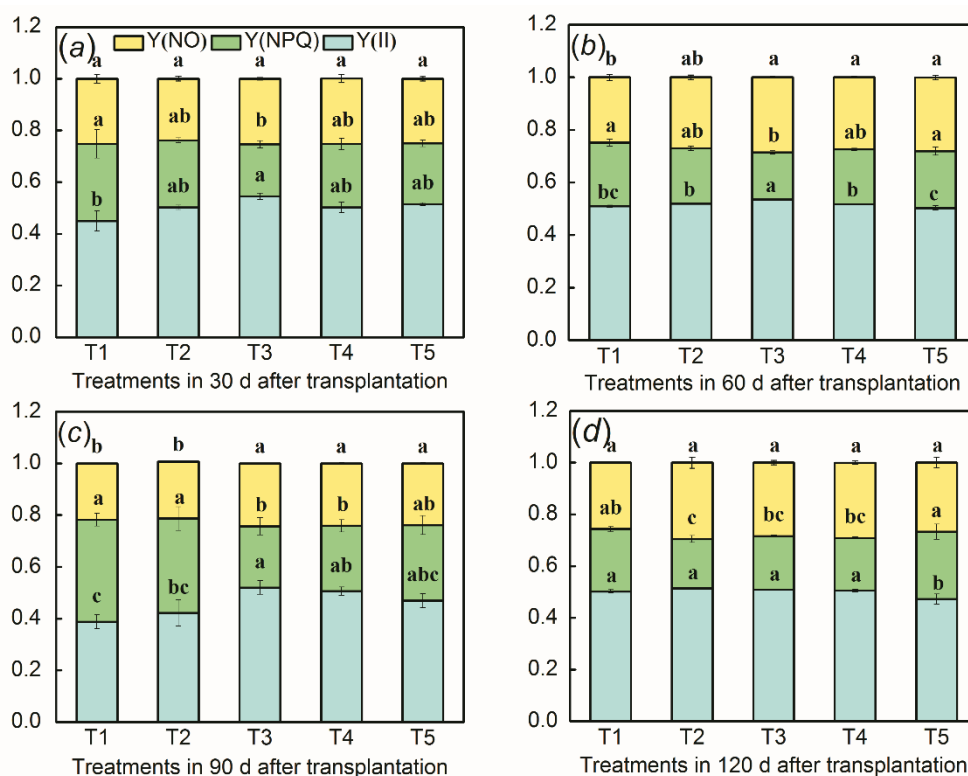 (a)
Y(NO) Y(NPQ) Y(II)
1.2
1.0
0.8
0.6
0.4
0.2
0.0
a a a a a
a ab b ab ab
b ab a ab ab
T1 T2 T3 T4 T5
Treatments in 30 d after transplantation
(b)
1.2
1.0
0.8
0.6
0.4
0.2
0.0
b ab a a a
a ab b ab a
bc b a b c
T1 T2 T3 T4 T5
Treatments in 60 d after transplantation
(c)
1.2
1.0
0.8
0.6
0.4
0.2
0.0
b b a a a
a a b b ab
c bc a ab abc
T1 T2 T3 T4 T5
Treatments in 90 d after transplantation
(d)
1.2
1.0
0.8
0.6
0.4
0.2
0.0
a a a a a
ab c bc bc a
a a a a b
T1 T2 T3 T4 T5
Treatments in 120 d after transplantation